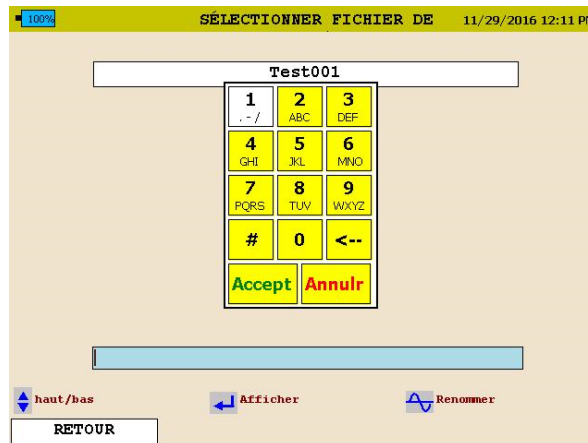 100%
SÉLECTIONNER FICHIER DE
11/29/2016 12:11 P
Test001
1 2 3
. - / ABC DEF
4 5 6
GHI JKL MNO
7 8 9
PQRS TUV WXYZ
# 0 <--
Accept Annulr
haut/bas
Afficher
Renommer
RETOUR